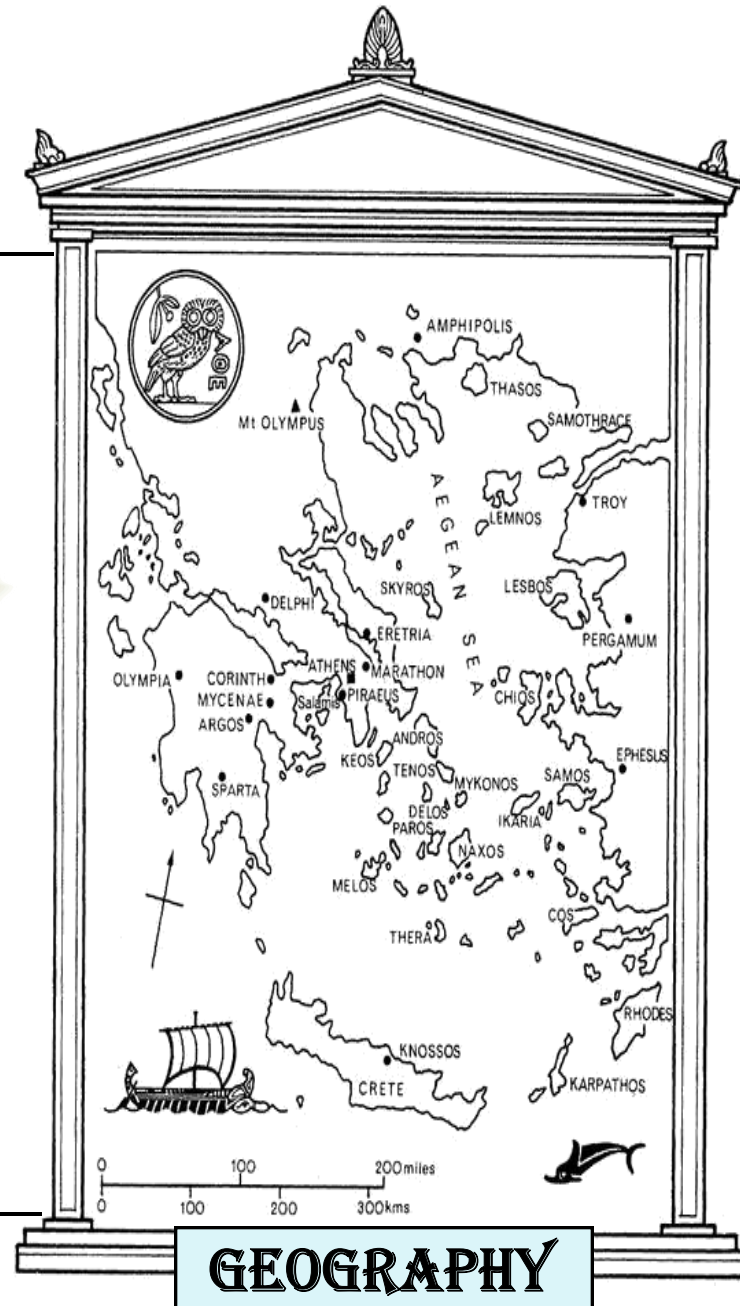 AMPHIPOLIS
THASOS
Mt OLYMPUS
SAMOTHRACE
AEGEAN SEA
TROY
LEMNOS
SKYROS
LESBOS
DELPHI
ERETRIA
PERGAMUM
ATHENS
MARATHON
OLYMPIA
CORINTH
MYCENAE
Salamis
PIRAEUS
CHIOS
ARGOS
ANDROS
KEOS
EPHESUS
TENOS
SAMOS
MYKONOS
SPARTA
DELOS
IKARIA
PAROS
NAXOS
MELOS
COS
THERA
RHODES
KNOSSOS
CRETE
KARPATHOS
0 100 200 miles
0 100 200 300 kms
GEOGRAPHY